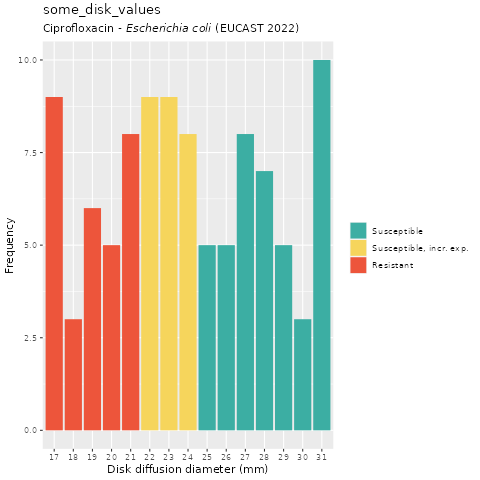 some_disk_values
Ciprofloxacin - Escherichia coli (EUCAST 2022)
10.0
7.5
5.0
2.5
0.0
Frequency
17 18 19 20 21 22 23 24 25 26 27 28 29 30 31
Disk diffusion diameter (mm)
Susceptible
Susceptible, incr. exp.
Resistant